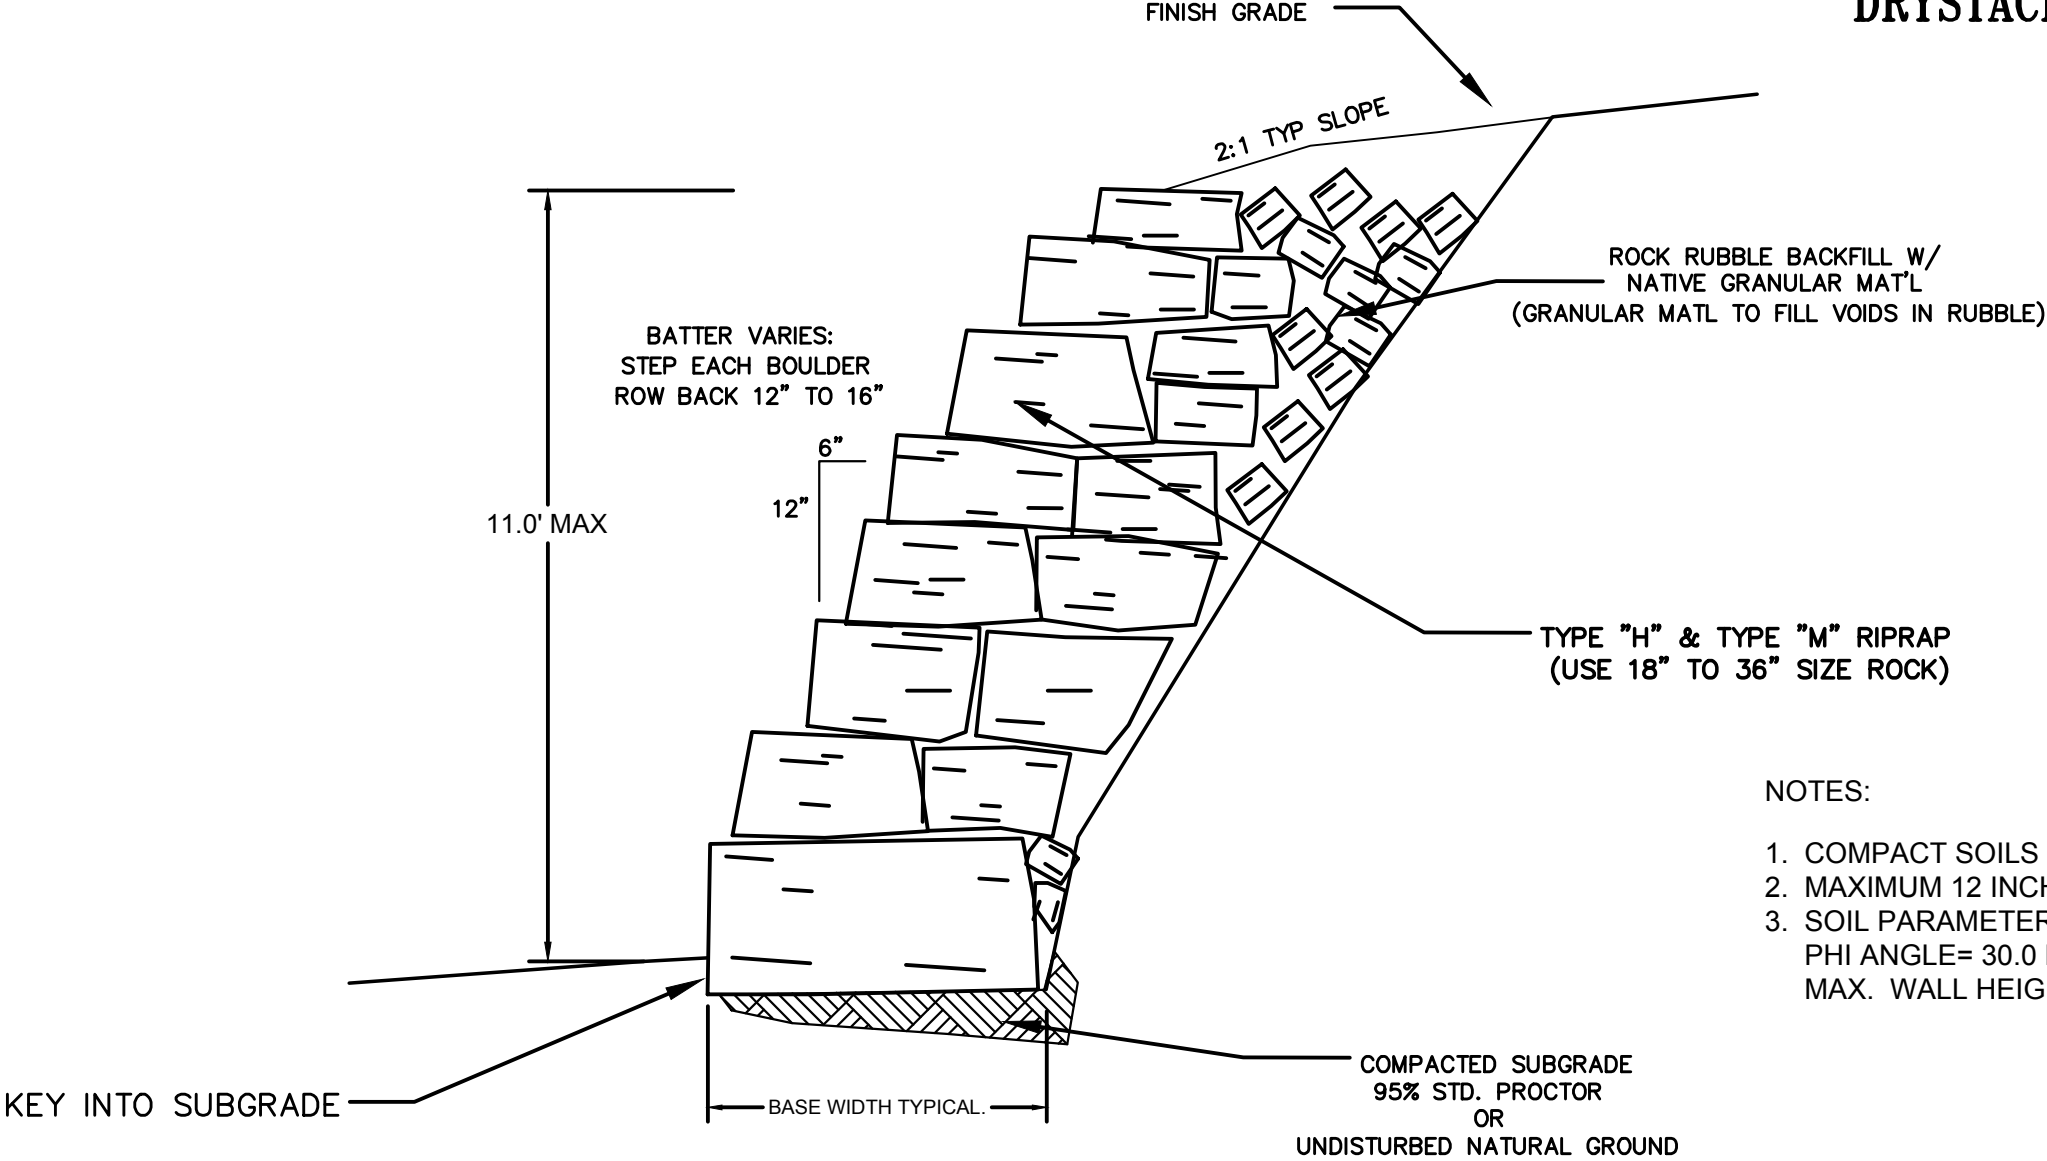 FINISH GRADE
DRYSTAC
2:1 TYP SLOPE
ROCK RUBBLE BACKFILL W/
NATIVE GRANULAR MAT'L
(GRANULAR MATL TO FILL VOIDS IN RUBBLE)
BATTER VARIES:
STEP EACH BOULDER
ROW BACK 12" TO 16"
6"
12"
11.0' MAX
TYPE "H" & TYPE "M" RIPRAP
(USE 18" TO 36" SIZE ROCK)
NOTES:
1. COMPACT SOILS
2. MAXIMUM 12 INCH
3. SOIL PARAMETER
PHI ANGLE= 30.0
MAX. WALL HEIG
KEY INTO SUBGRADE
BASE WIDTH TYPICAL.
COMPACTED SUBGRADE
95% STD. PROCTOR
OR
UNDISTURBED NATURAL GROUND